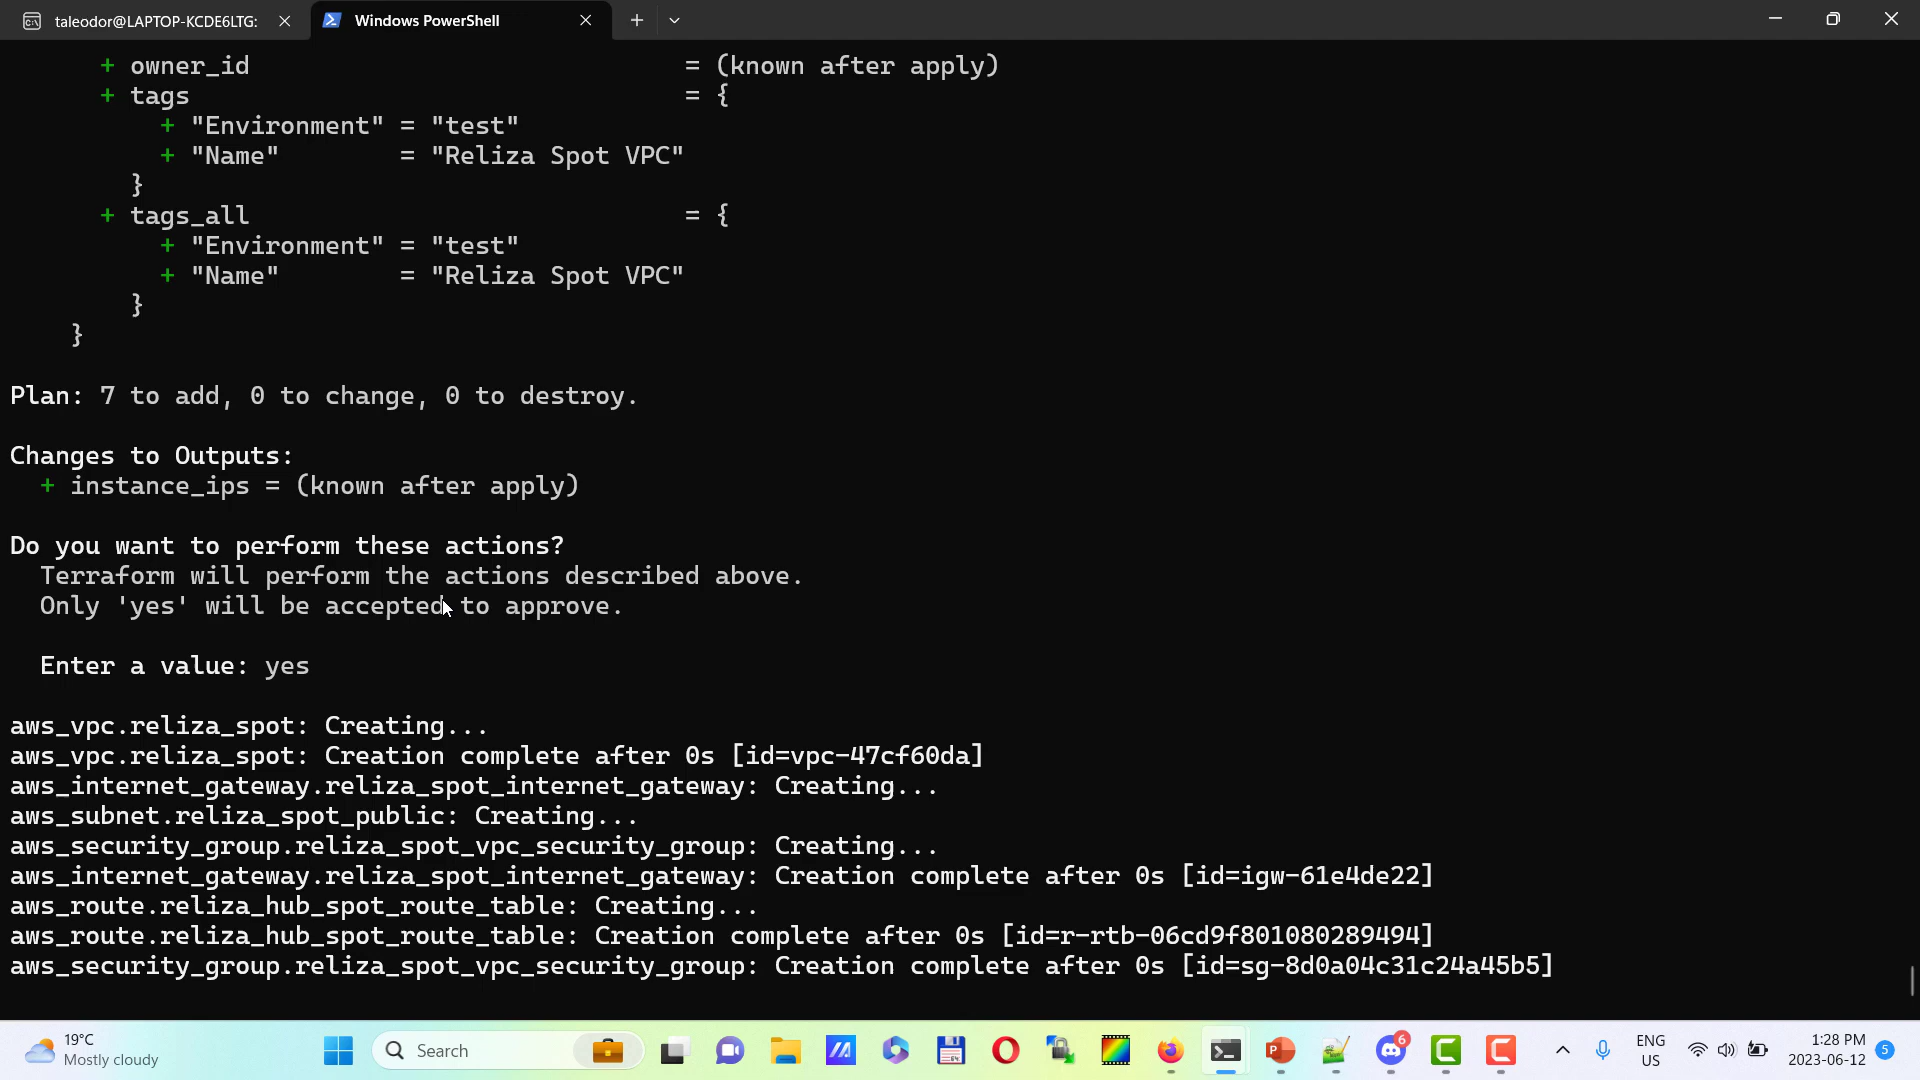 taleodor@LAPTOP-KCDE6LTG:
Windows PowerShell
+ owner_id = (known after apply)
+ tags = {
+ "Environment" = "test"
+ "Name" = "Reliza Spot VPC"
}
+ tags_all = {
+ "Environment" = "test"
+ "Name" = "Reliza Spot VPC"
}
}
Plan: 7 to add, 0 to change, 0 to destroy.
Changes to Outputs:
+ instance_ips = (known after apply)
Do you want to perform these actions?
Terraform will perform the actions described above.
Only 'yes' will be accepted to approve.
Enter a value: yes
aws_vpc.reliza_spot: Creating...
aws_vpc.reliza_spot: Creation complete after 0s [id=vpc-47cf60da]
aws_internet_gateway.reliza_spot_internet_gateway: Creating...
aws_subnet.reliza_spot_public: Creating...
aws_security_group.reliza_spot_vpc_security_group: Creating...
aws_internet_gateway.reliza_spot_internet_gateway: Creation complete after 0s [id=igw-61e4de22]
aws_route.reliza_hub_spot_route_table: Creating...
aws_route.reliza_hub_spot_route_table: Creation complete after 0s [id=r-rtb-06cd9f801080289494]
aws_security_group.reliza_spot_vpc_security_group: Creation complete after 0s [id=sg-8d0a04c31c24a45b5]
19°C
Mostly cloudy
Search
6
ENG
US
1:28 PM
2023-06-12
5